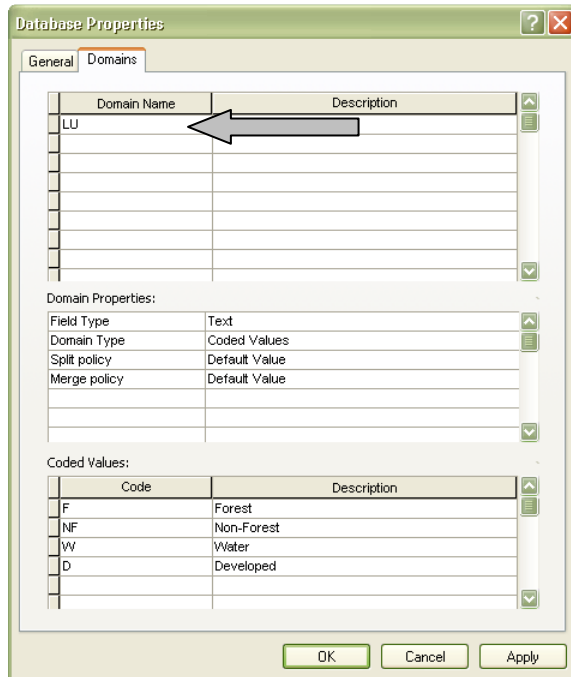 Database Properties
General Domains
Domain Name Description
LU
Domain Properties:
Field Type Text
Domain Type Coded Values
Split policy Default Value
Merge policy Default Value
Coded Values:
Code Description
F Forest
NF Non-Forest
W Water
D Developed
OK Cancel Apply